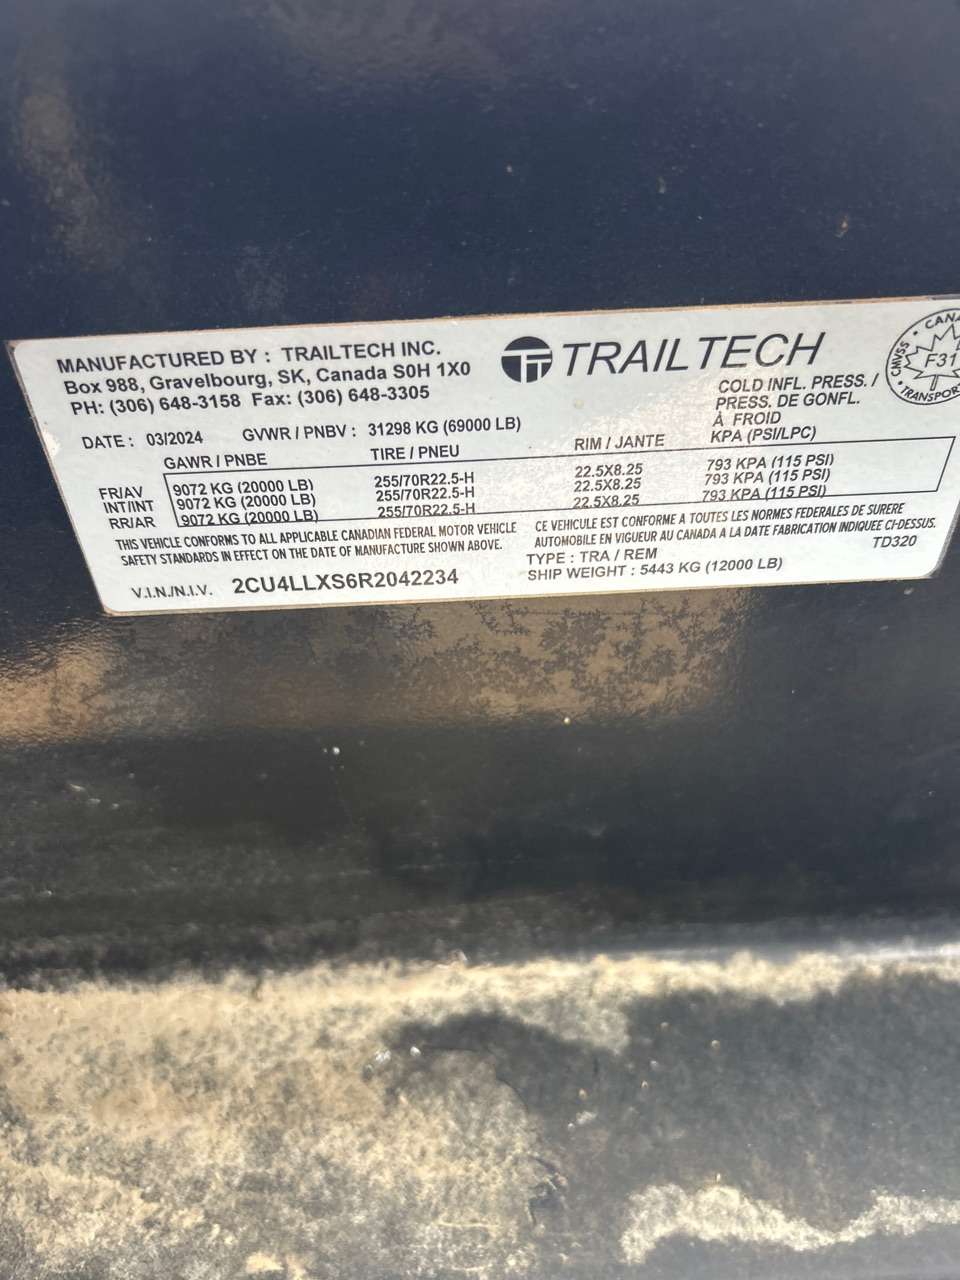 MANUFACTURED BY : TRAILTECH INC.
Box 988, Gravelbourg, SK, Canada S0H 1X0
PH: (306) 648-3158 Fax: (306) 648-3305
TRAILTECH
CMVSS
F31
DATE : 03/2024 GVWR / PNBV : 31298 KG (69000 LB)
COLD INFL. PRESS. /
PRESS. DE GONFL.
À FROID
GAWR / PNBE TIRE / PNEU RIM / JANTE KPA (PSI/LPC)
FR/AV 9072 KG (20000 LB) 255/70R22.5-H 22.5X8.25 793 KPA (115 PSI)
INT/INT 9072 KG (20000 LB) 255/70R22.5-H 22.5X8.25 793 KPA (115 PSI)
RR/AR 9072 KG (20000 LB) 255/70R22.5-H 22.5X8.25 793 KPA (115 PSI)
THIS VEHICLE CONFORMS TO ALL APPLICABLE CANADIAN FEDERAL MOTOR VEHICLE
SAFETY STANDARDS IN EFFECT ON THE DATE OF MANUFACTURE SHOWN ABOVE.
CE VEHICULE EST CONFORME A TOUTES LES NORMES FEDERALES DE SURERE
AUTOMOBILE EN VIGUEUR AU CANADA A LA DATE FABRICATION INDIQUEE CI-DESSUS.
TYPE : TRA / REM TD320
V.I.N./N.I.V. 2CU4LLXS6R2042234 SHIP WEIGHT : 5443 KG (12000 LB)